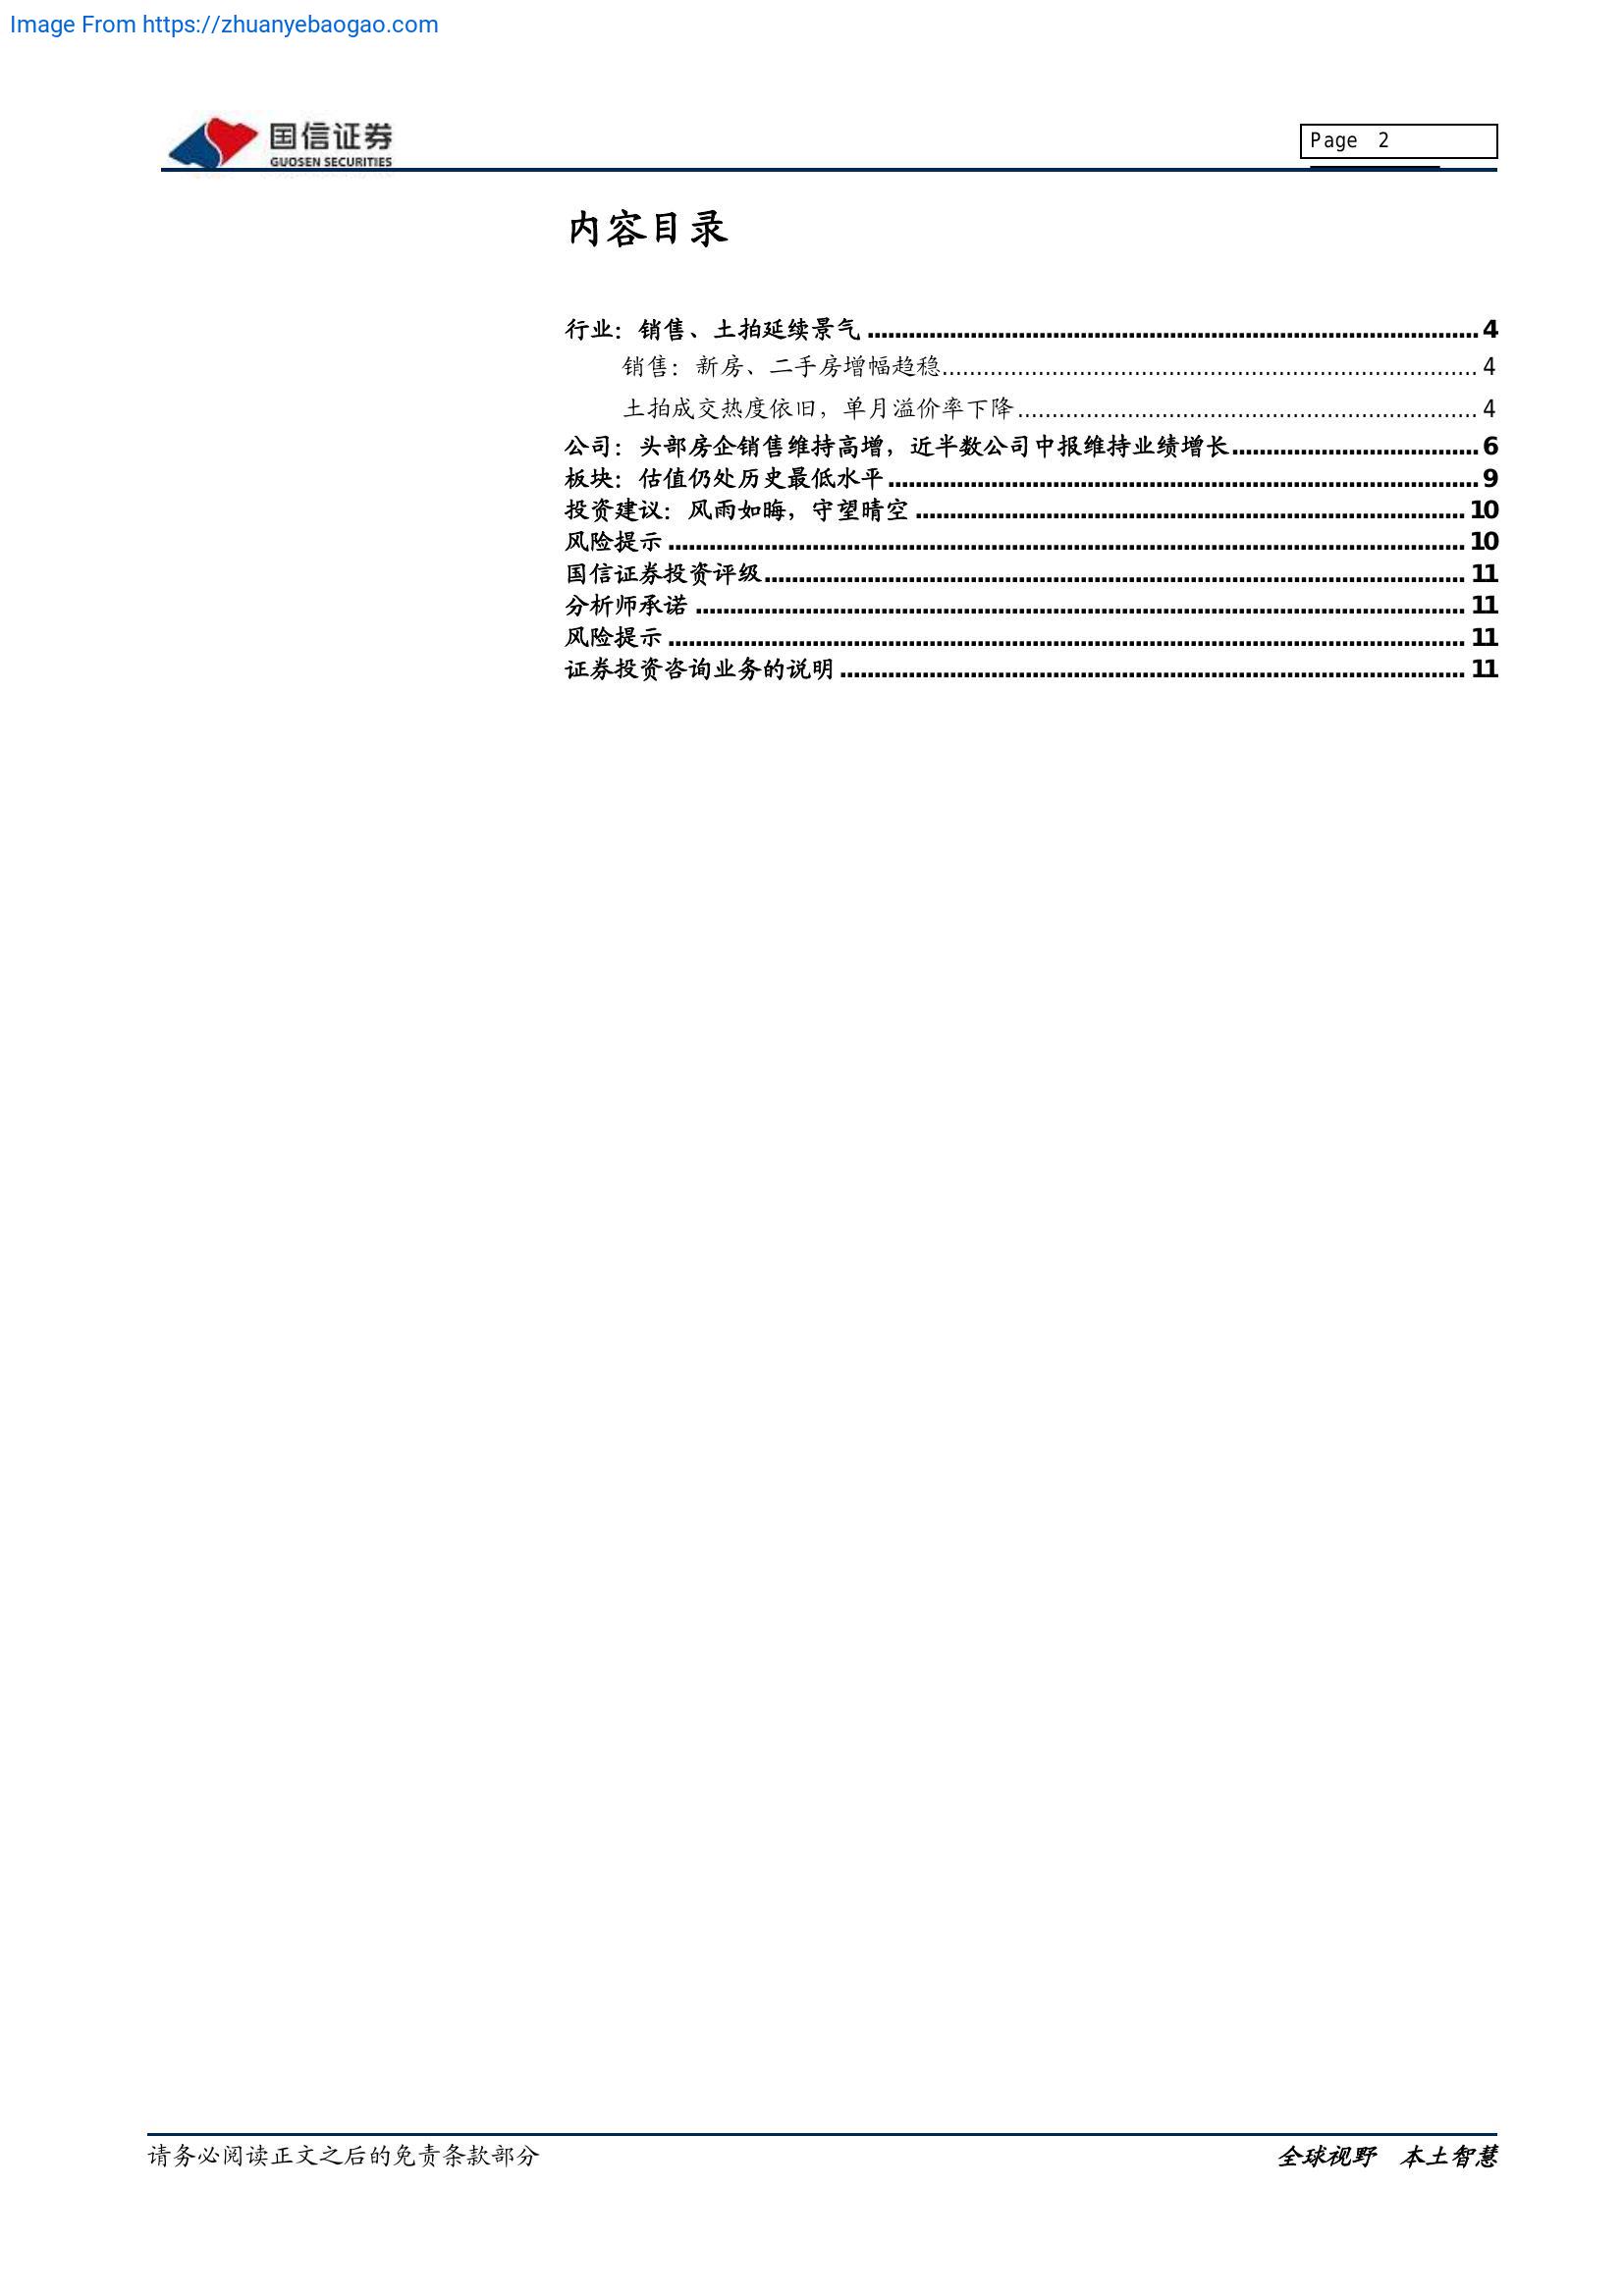 Image From https://zhuanyebaogao.com
国信证券
GUOSEN SECURITIES
Page 2
内容目录
行业：销售、土拍延续景气 ........ 4
销售：新房、二手房增幅趋稳........ 4
土拍成交热度依旧，单月溢价率下降 ........ 4
公司：头部房企销售维持高增，近半数公司中报维持业绩增长........ 6
板块：估值仍处历史最低水平 ........ 9
投资建议：风雨如晦，守望晴空 ........ 10
风险提示 ........ 10
国信证券投资评级........ 11
分析师承诺 ........ 11
风险提示 ........ 11
证券投资咨询业务的说明 ........ 11
请务必阅读正文之后的免责条款部分
全球视野 本土智慧